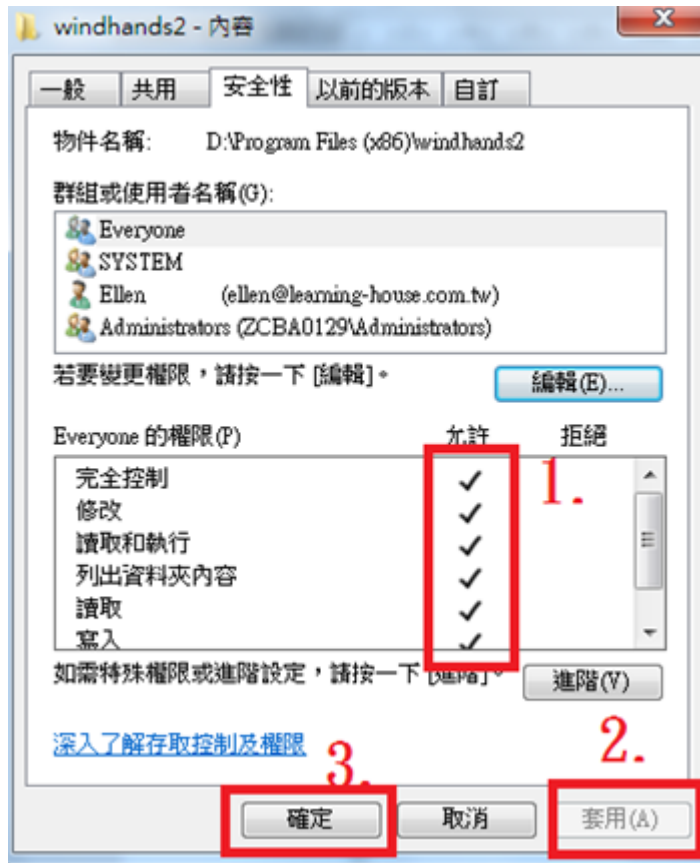 windhands2 - 內容
一般 共用 安全性 以前的版本 自訂
物件名稱: D:\Program Files (x86)\windhands2
群組或使用者名稱(G):
Everyone
SYSTEM
Ellen (ellen@learning-house.com.tw)
Administrators (ZCBA0129\Administrators)
若要變更權限，請按一下 [編輯]。 編輯(E)...
Everyone 的權限(P) 允許 拒絕
1.
完全控制
修改
讀取和執行
列出資料夾內容
讀取
寫入
如需特殊權限或進階設定，請按一下 [進階]。 進階(V)
深入了解存取控制及權限
3. 2.
確定 取消 套用(A)